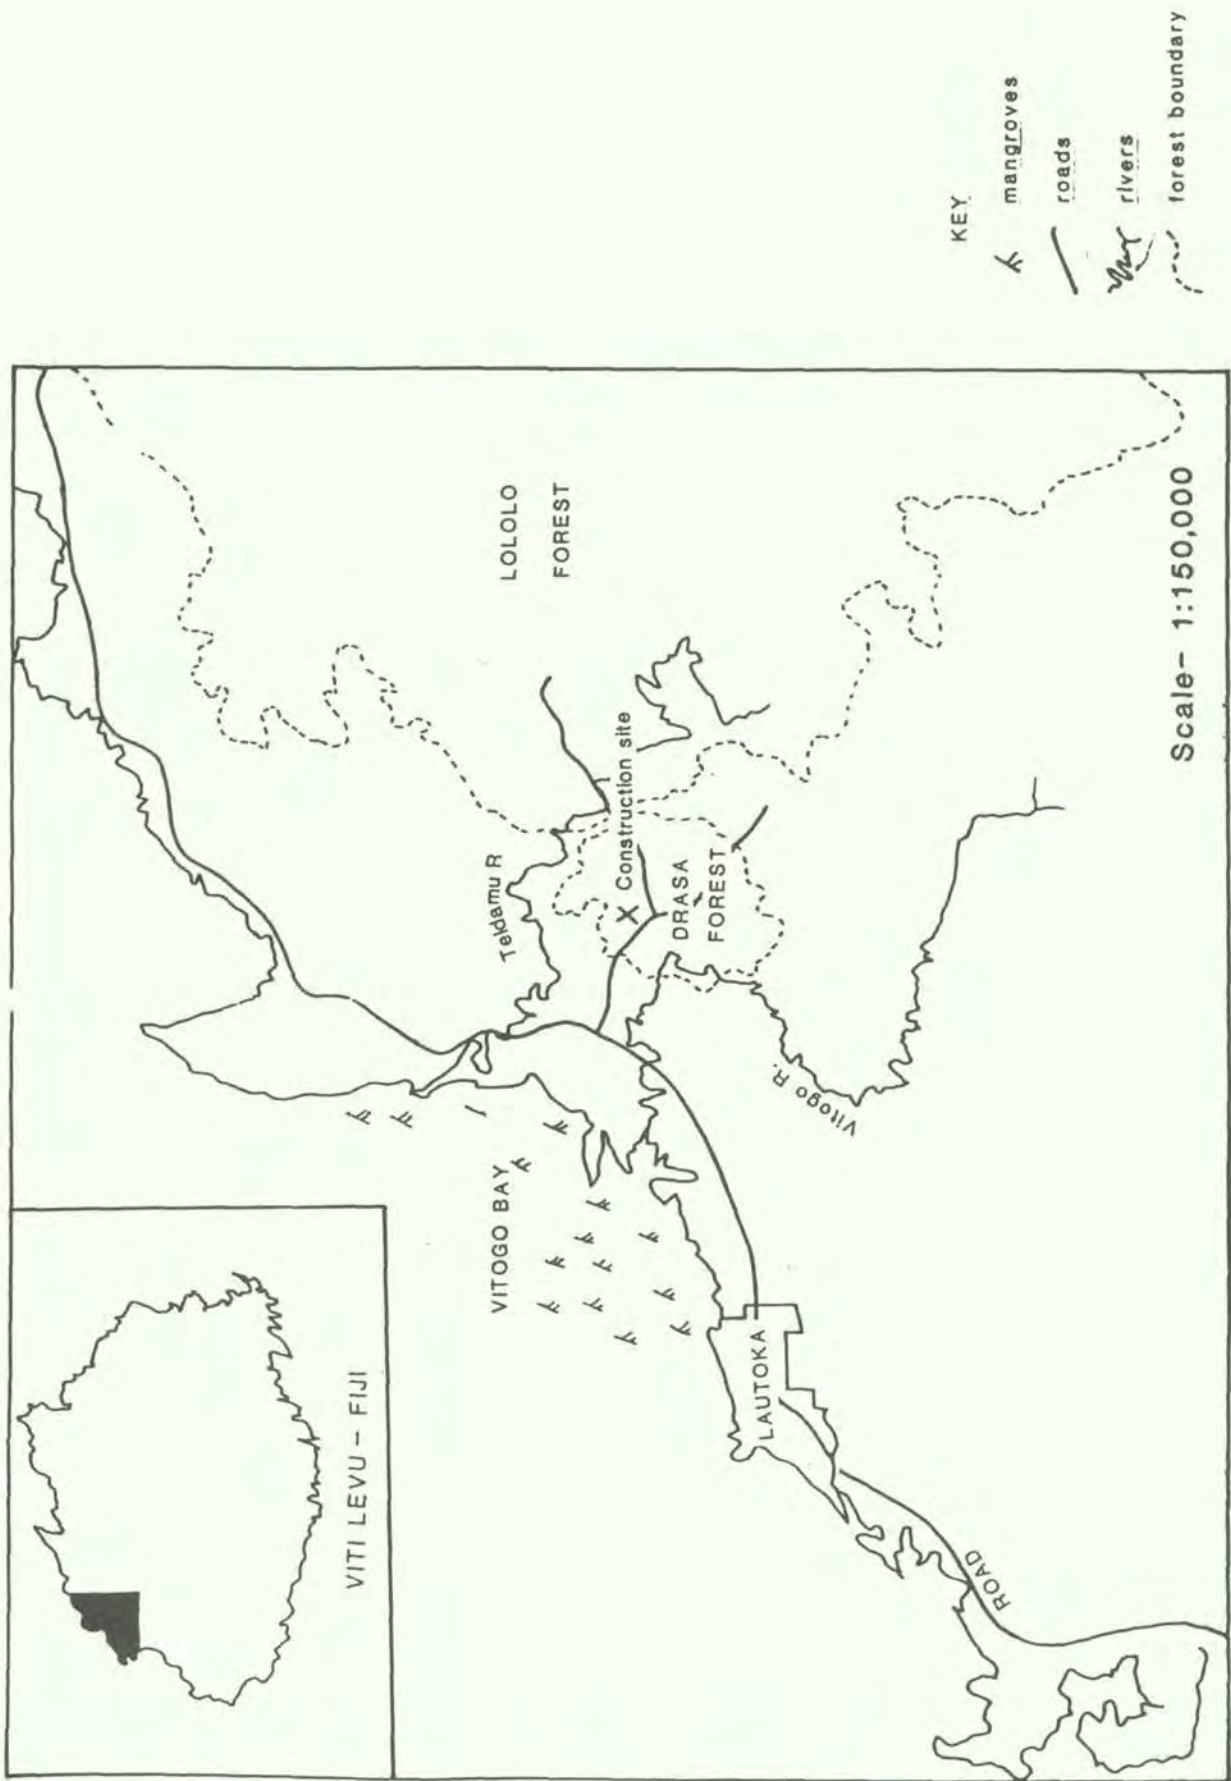 VITI LEVU – FIJI
VITOGO BAY
Teidamu R
LOLOLO
FOREST
Construction site
DRASA
FOREST
Vitogo R.
LAUTOKA
ROAD
Scale– 1:150,000
KEY
mangroves
roads
rivers
forest boundary